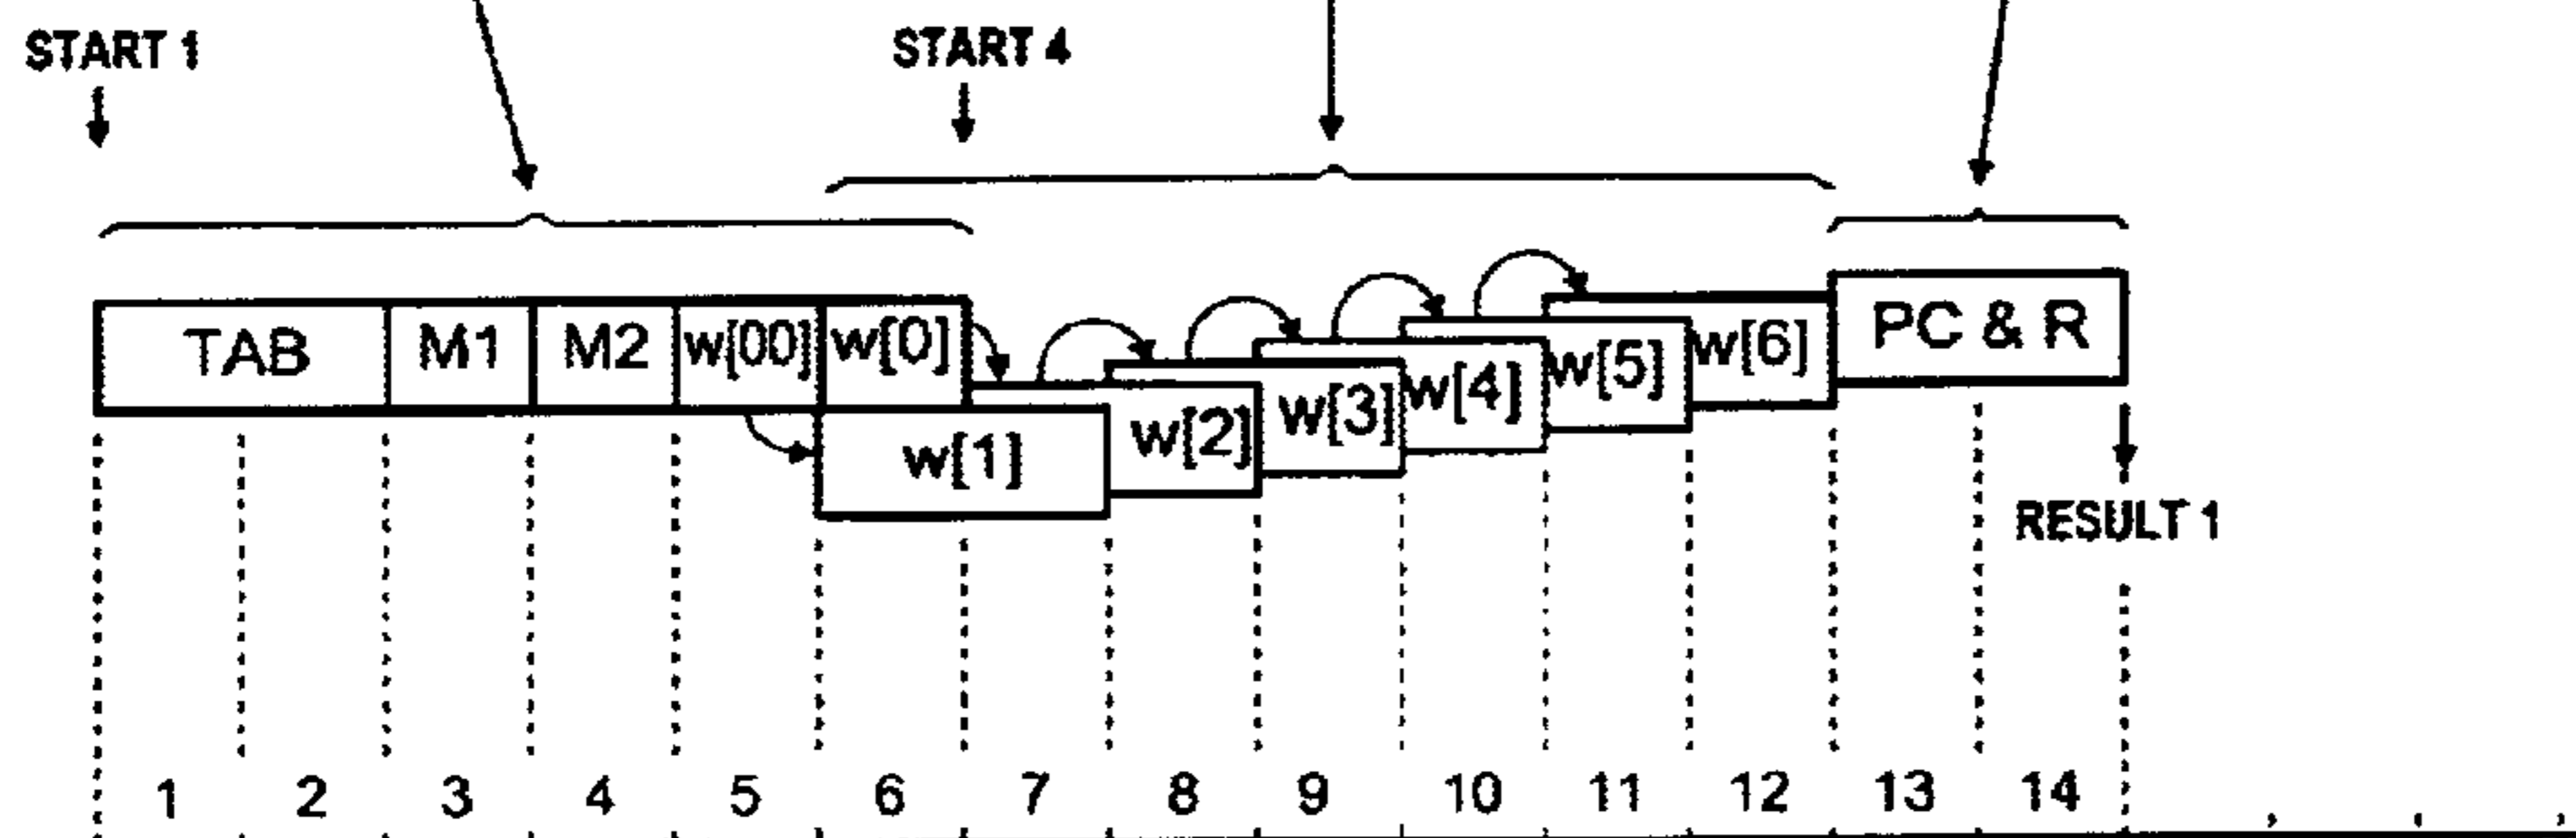 START 1 START 4
TAB M1 M2 w[00] w[0] w[1] w[2] w[3] w[4] w[5] w[6] PC & R
RESULT 1
1 2 3 4 5 6 7 8 9 10 11 12 13 14